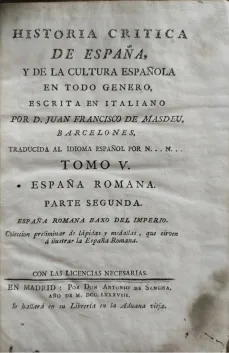 HISTORIA CRITICA
DE ESPAÑA,
Y DE LA CULTURA ESPAÑOLA
EN TODO GENERO,
ESCRITA EN ITALIANO
POR D. JUAN FRANCISCO DE MASDEU,
BARCELONES,
TRADUCIDA AL IDIOMA ESPAÑOL POR N... N...
TOMO V.
ESPAÑA ROMANA.
PARTE SEGUNDA.
ESPAÑA ROMANA BAXO DEL IMPERIO.
Coleccion preliminar de lápidas y medallas, que sirven
á ilustrar la España Romana.
CON LAS LICENCIAS NECESARIAS.
EN MADRID: POR DON ANTONIO DE SANCHA,
AÑO DE M. DCC. LXXXVIII.
Se hallará en su Libreria en la Aduana vieja.